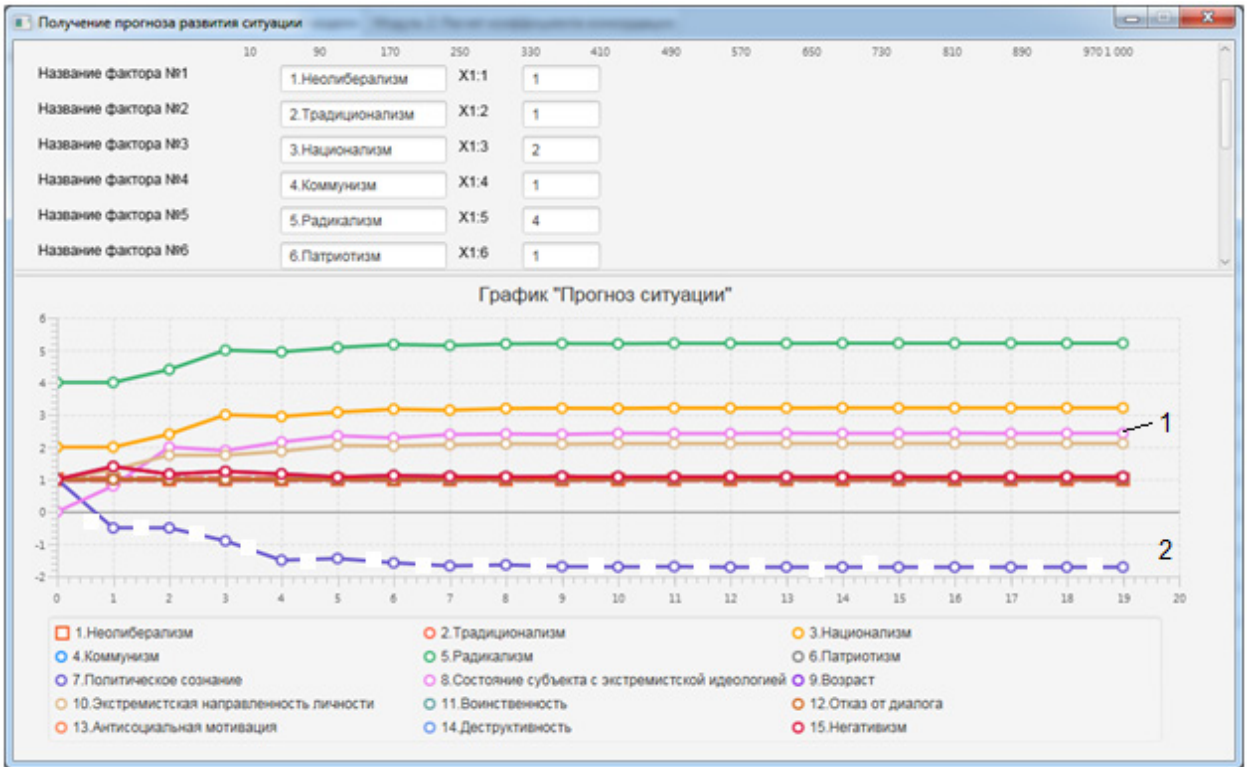 Получение прогноза развития ситуации
10 90 170 250 330 410 490 570 650 730 810 890 970 1 000
Название фактора №1 1.Неолиберализм X1:1 1
Название фактора №2 2.Традиционализм X1:2 1
Название фактора №3 3.Национализм X1:3 2
Название фактора №4 4.Коммунизм X1:4 1
Название фактора №5 5.Радикализм X1:5 4
Название фактора №6 6.Патриотизм X1:6 1
График "Прогноз ситуации"
6
5
4
3
2
1
0
-1
-2
1
2
0 1 2 3 4 5 6 7 8 9 10 11 12 13 14 15 16 17 18 19 20
1.Неолиберализм 2.Традиционализм 3.Национализм
4.Коммунизм 5.Радикализм 6.Патриотизм
7.Политическое сознание 8.Состояние субъекта с экстремистской идеологией 9.Возраст
10.Экстремистская направленность личности 11.Воинственность 12.Отказ от диалога
13.Антисоциальная мотивация 14.Деструктивность 15.Негативизм